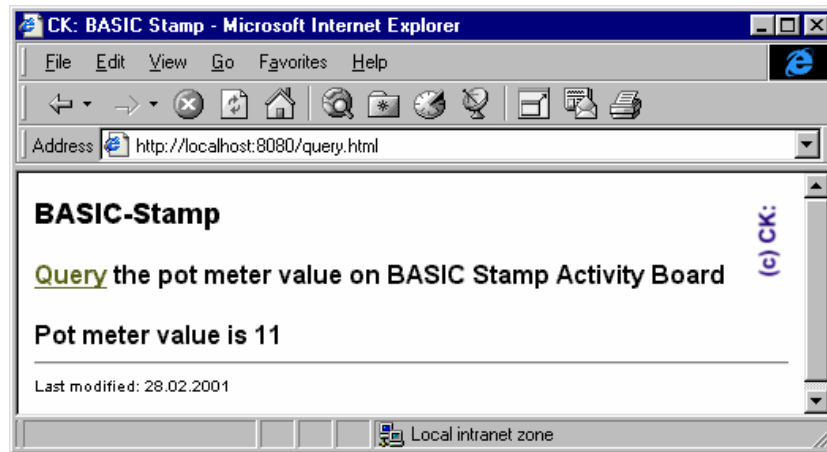 CK: BASIC Stamp - Microsoft Internet Explorer
File Edit View Go Favorites Help
Address http://localhost:8080/query.html
BASIC-Stamp
(c) CK:
Query the pot meter value on BASIC Stamp Activity Board
Pot meter value is 11
Last modified: 28.02.2001
Local intranet zone